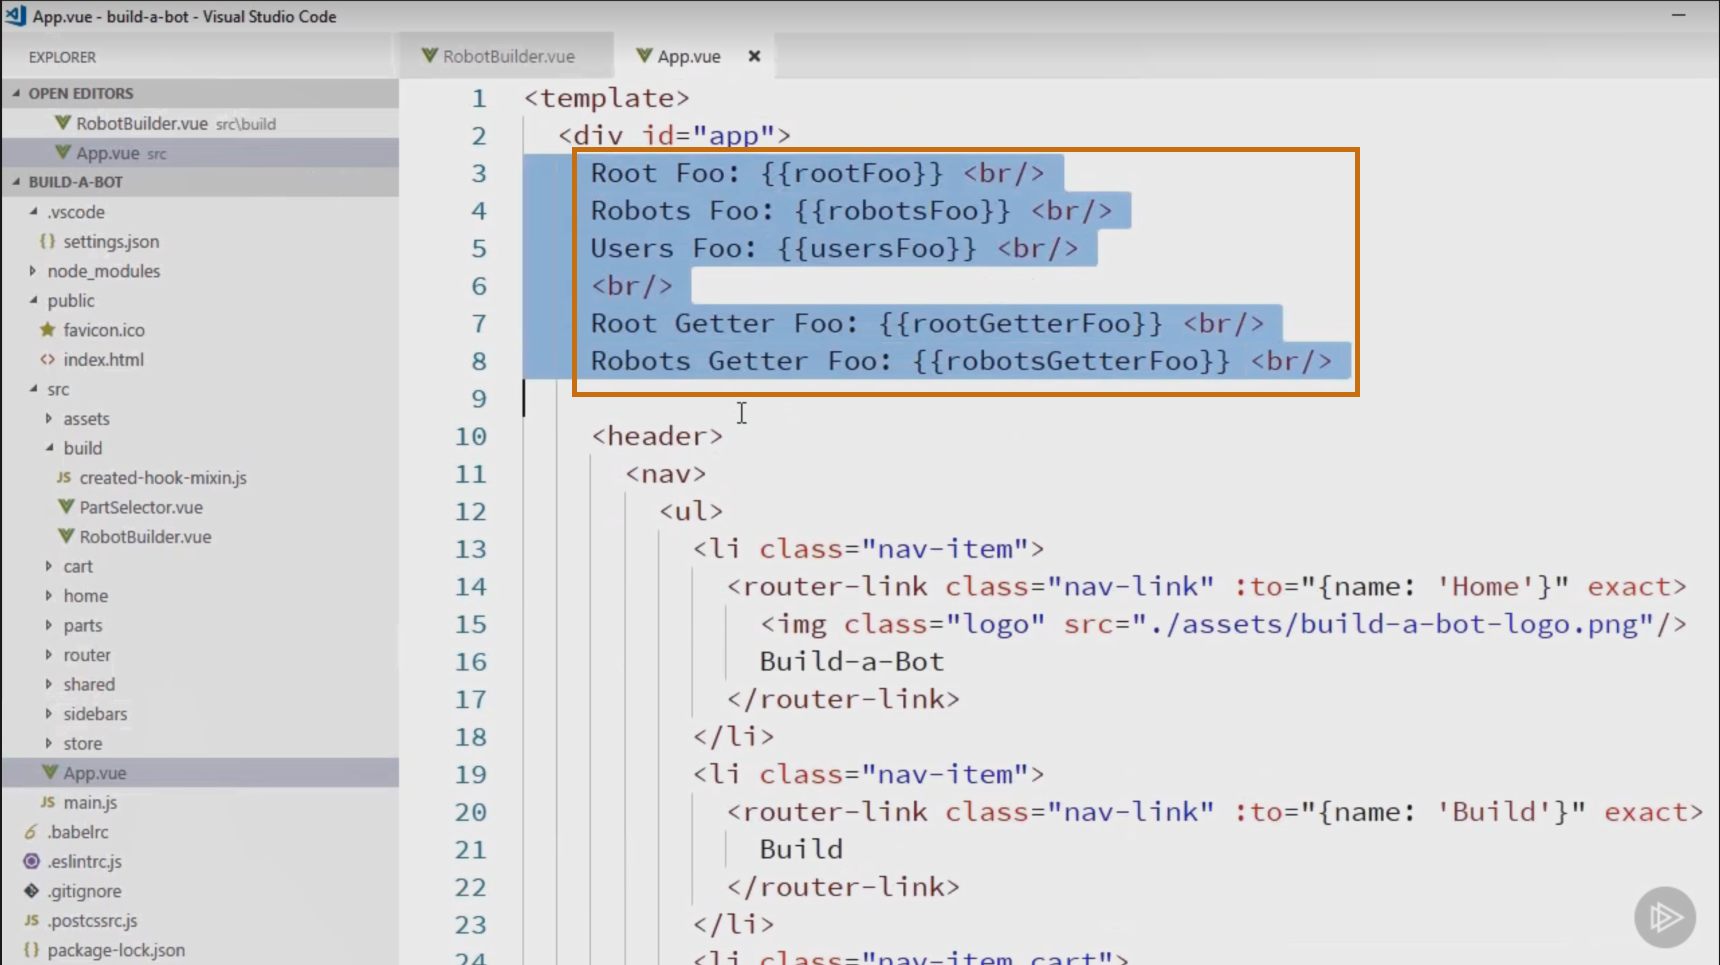 App.vue - build-a-bot - Visual Studio Code
EXPLORER
OPEN EDITORS
RobotBuilder.vue src\build
App.vue src
BUILD-A-BOT
.vscode
{} settings.json
node_modules
public
favicon.ico
<> index.html
src
assets
build
JS created-hook-mixin.js
PartSelector.vue
RobotBuilder.vue
cart
home
parts
router
shared
sidebars
store
App.vue
JS main.js
.babelrc
.eslintrc.js
.gitignore
JS .postcssrc.js
{} package-lock.json
RobotBuilder.vue App.vue
1 <template>
2 <div id="app">
3 Root Foo: {{rootFoo}} <br/>
4 Robots Foo: {{robotsFoo}} <br/>
5 Users Foo: {{usersFoo}} <br/>
6 <br/>
7 Root Getter Foo: {{rootGetterFoo}} <br/>
8 Robots Getter Foo: {{robotsGetterFoo}} <br/>
9
10 <header>
11 <nav>
12 <ul>
13 <li class="nav-item">
14 <router-link class="nav-link" :to="{name: 'Home'}" exact>
15 <img class="logo" src="./assets/build-a-bot-logo.png"/>
16 Build-a-Bot
17 </router-link>
18 </li>
19 <li class="nav-item">
20 <router-link class="nav-link" :to="{name: 'Build'}" exact>
21 Build
22 </router-link>
23 </li>
24 <li class="nav-item cart">